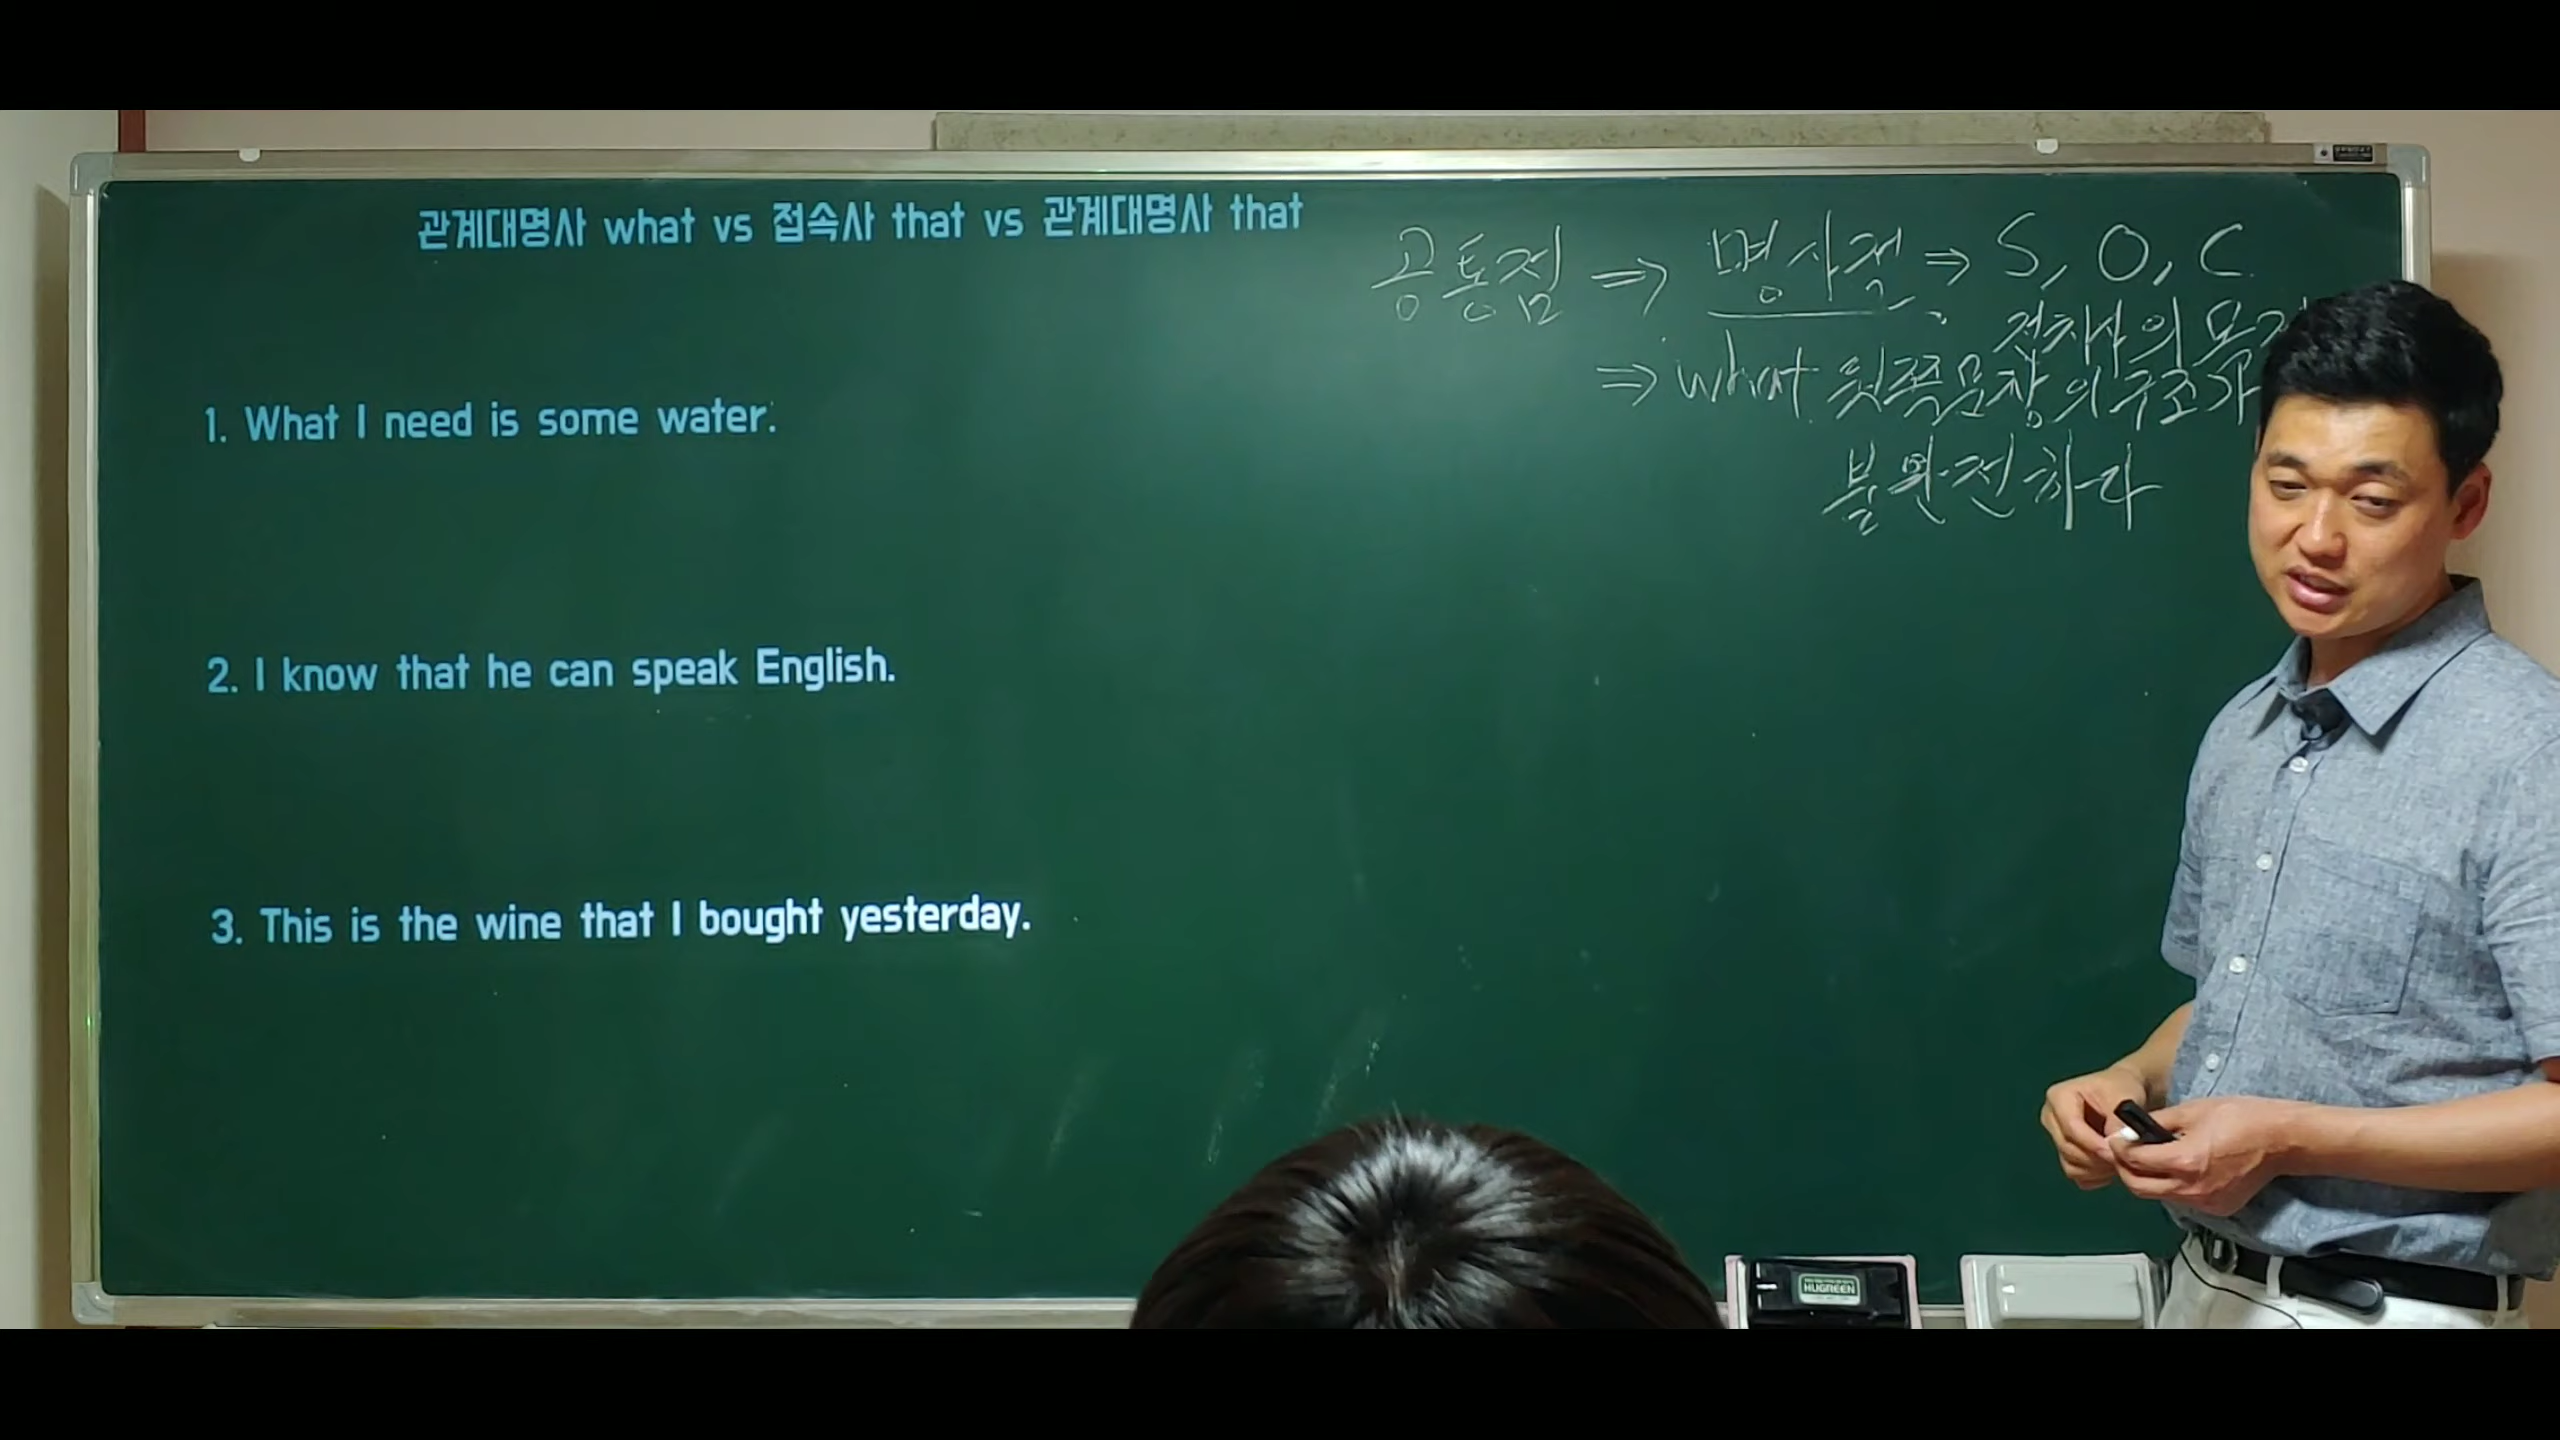 관계대명사 what vs 접속사 that vs 관계대명사 that
공통점 ⇒ 명사절 ⇒ S, O, C
전치사의 목
⇒ what 뒷쪽문장의 구조가
불완전하다
1. What I need is some water.
2. I know that he can speak English.
3. This is the wine that I bought yesterday.
HUGREEN